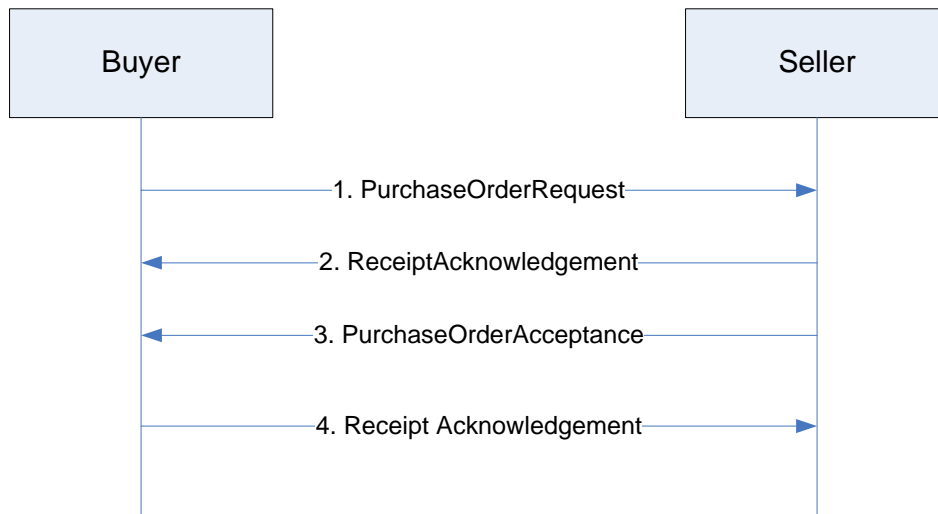 Buyer
Seller
1. PurchaseOrderRequest
2. ReceiptAcknowledgement
3. PurchaseOrderAcceptance
4. Receipt Acknowledgement